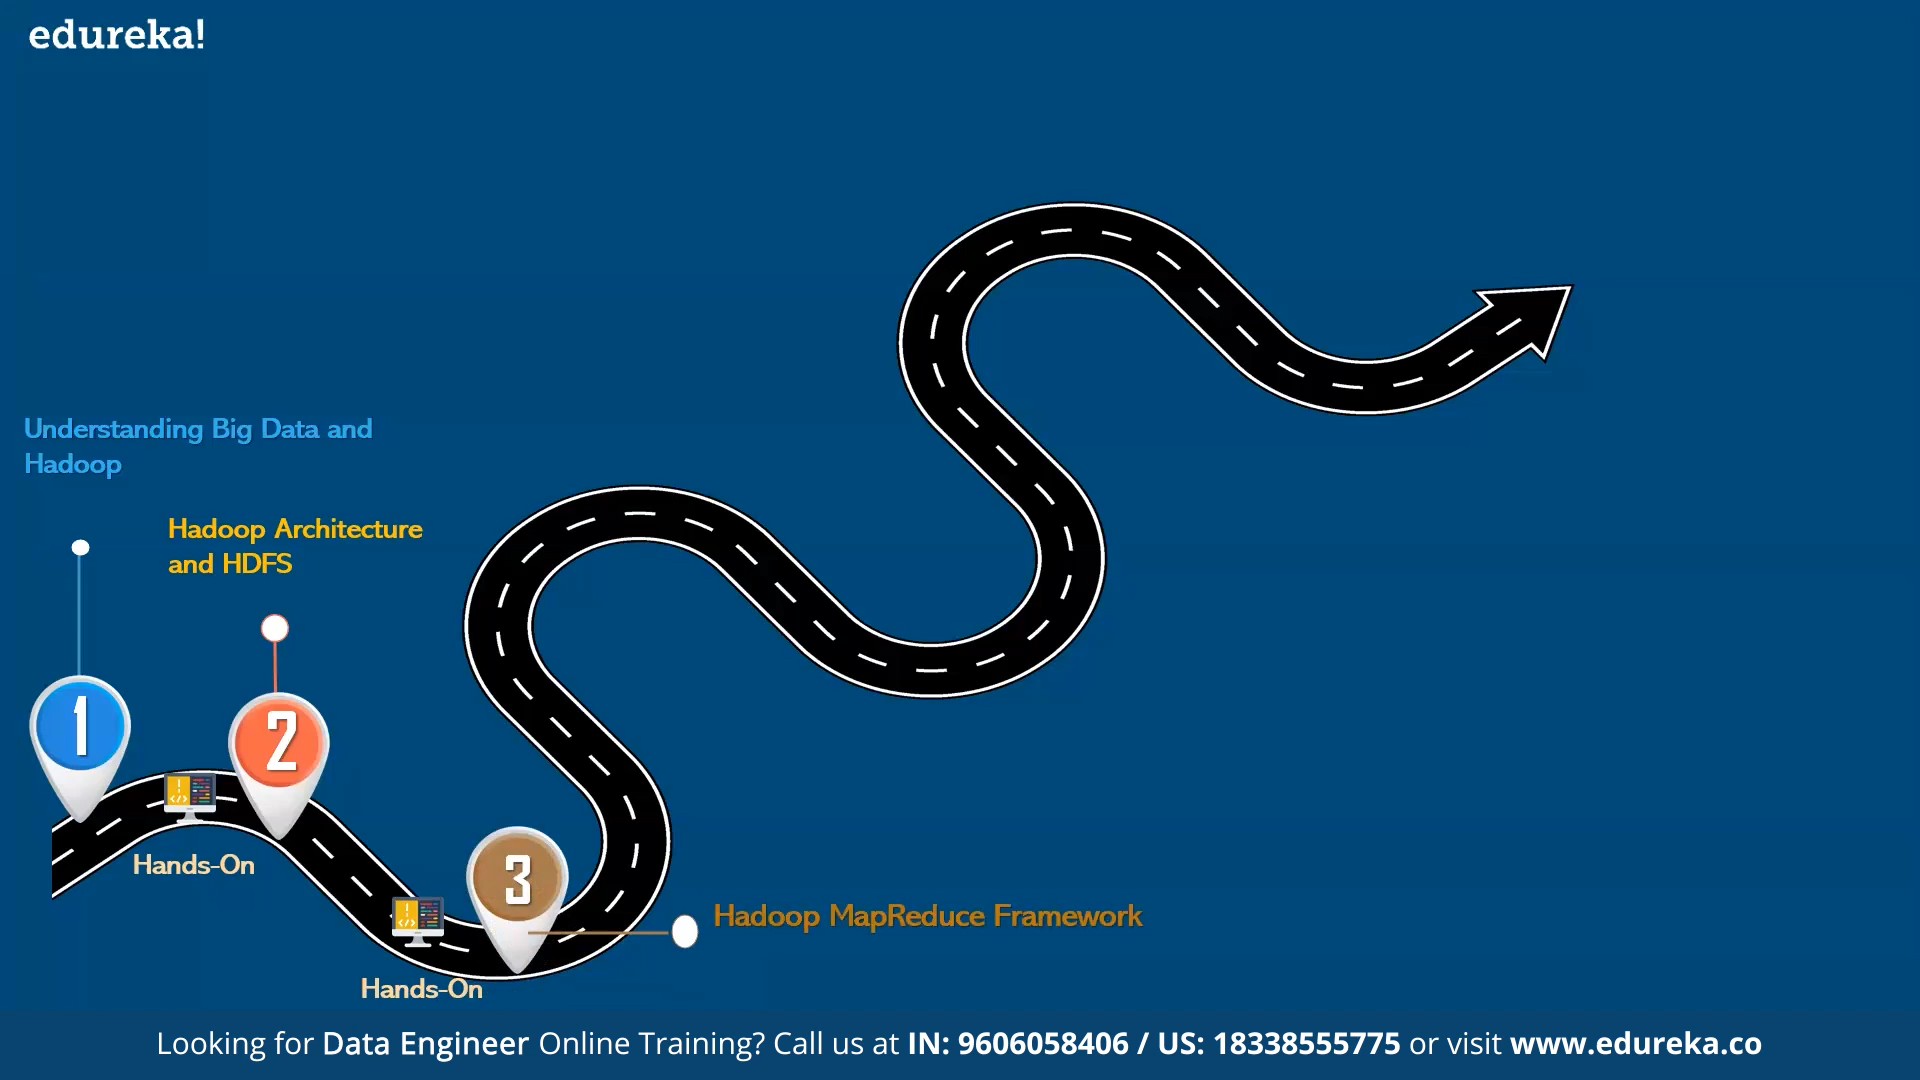 edureka!
Understanding Big Data and
Hadoop
Hadoop Architecture
and HDFS
1
2
Hands-On
3
Hadoop MapReduce Framework
Hands-On
Looking for Data Engineer Online Training? Call us at IN: 9606058406 / US: 18338555775 or visit www.edureka.co